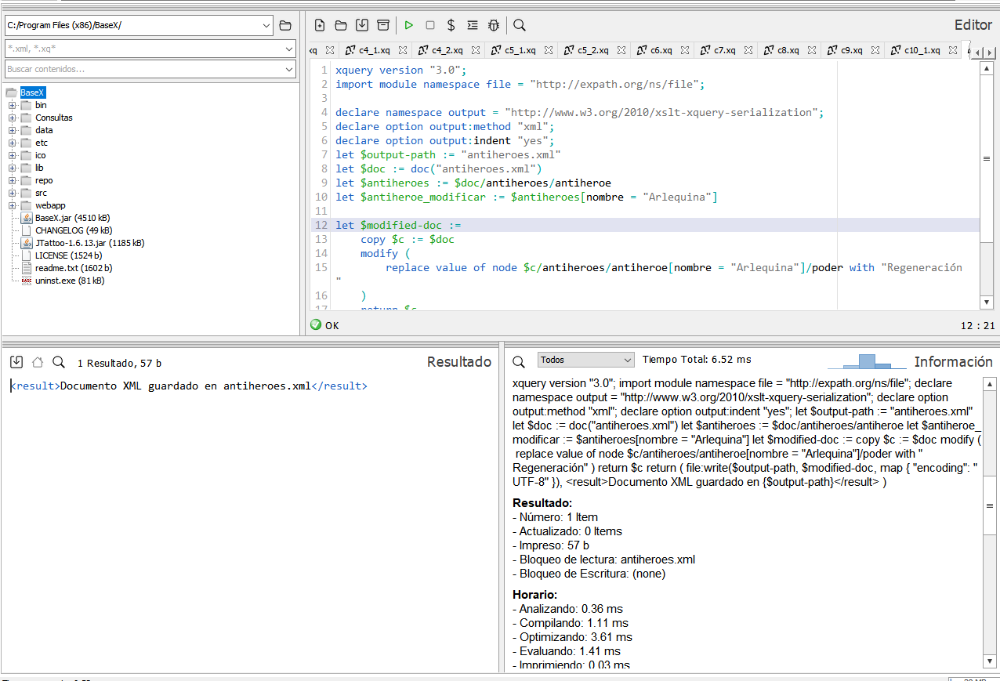 C:/Program Files (x86)/BaseX/
*.xml, *.xq*
Buscar contenidos...
BaseX
bin
Consultas
data
etc
ico
lib
repo
src
webapp
BaseX.jar (4510 kB)
CHANGELOG (49 kB)
JTattoo-1.6.13.jar (1185 kB)
LICENSE (1524 b)
readme.txt (1602 b)
uninst.exe (81 kB)
Editor
xq c4_1.xq c4_2.xq c5_1.xq c5_2.xq c6.xq c7.xq c8.xq c9.xq c10_1.xq
1 xquery version "3.0";
2 import module namespace file = "http://expath.org/ns/file";
3
4 declare namespace output = "http://www.w3.org/2010/xslt-xquery-serialization";
5 declare option output:method "xml";
6 declare option output:indent "yes";
7 let $output-path := "antiheroes.xml"
8 let $doc := doc("antiheroes.xml")
9 let $antiheroes := $doc/antiheroes/antiheroe
10 let $antiheroe_modificar := $antiheroes[nombre = "Arlequina"]
11
12 let $modified-doc :=
13 copy $c := $doc
14 modify (
15 replace value of node $c/antiheroes/antiheroe[nombre = "Arlequina"]/poder with "Regeneración
"
16 )
17 return $c
OK
12 : 21
1 Resultado, 57 b
Resultado
<result>Documento XML guardado en antiheroes.xml</result>
Todos
Tiempo Total: 6.52 ms
Información
xquery version "3.0"; import module namespace file = "http://expath.org/ns/file"; declare
namespace output = "http://www.w3.org/2010/xslt-xquery-serialization"; declare option
output:method "xml"; declare option output:indent "yes"; let $output-path := "antiheroes.xml"
let $doc := doc("antiheroes.xml") let $antiheroes := $doc/antiheroes/antiheroe let $antiheroe_
modificar := $antiheroes[nombre = "Arlequina"] let $modified-doc := copy $c := $doc modify (
replace value of node $c/antiheroes/antiheroe[nombre = "Arlequina"]/poder with "
Regeneración" ) return $c return ( file:write($output-path, $modified-doc, map { "encoding": "
UTF-8" }), <result>Documento XML guardado en {$output-path}</result> )
Resultado:
- Número: 1 Item
- Actualizado: 0 Items
- Impreso: 57 b
- Bloqueo de lectura: antiheroes.xml
- Bloqueo de Escritura: (none)
Horario:
- Analizando: 0.36 ms
- Compilando: 1.11 ms
- Optimizando: 3.61 ms
- Evaluando: 1.41 ms
- Imprimiendo: 0.03 ms